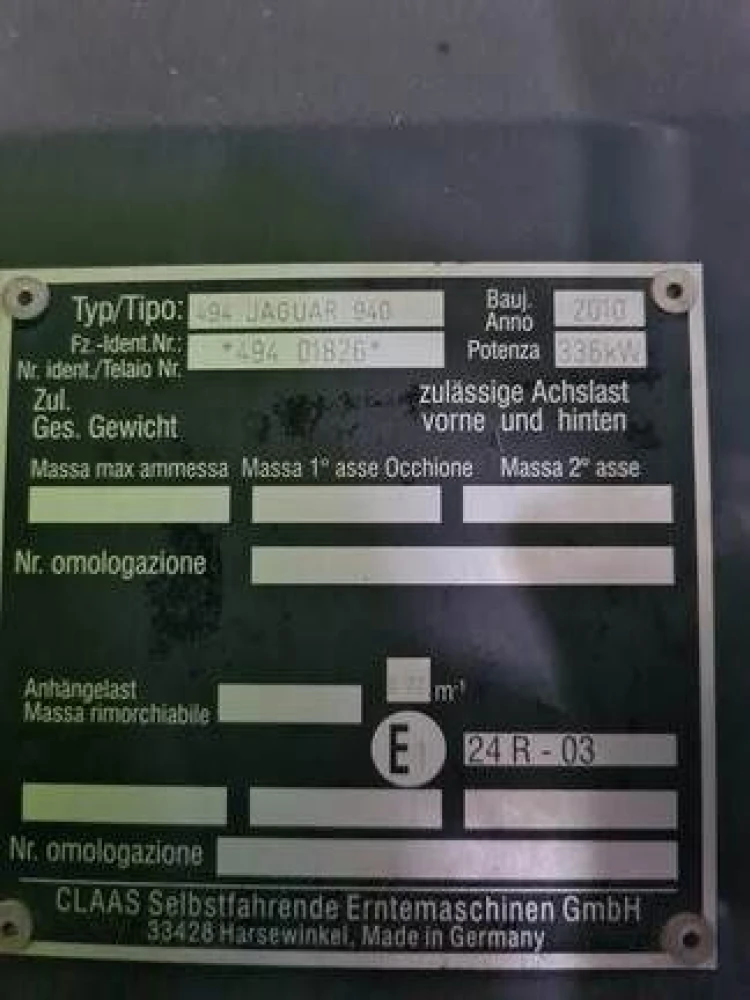 Typ/Tipo: 494 JAGUAR 940
Bauj. Anno 2010
Fz.-Ident.Nr.:
Nr. ident./Telaio Nr. *494 01826*
Potenza 336kW
Zul.
Ges. Gewicht
zulässige Achslast
vorne und hinten
Massa max ammessa Massa 1° asse Occhione Massa 2° asse
Nr. omologazione
Anhängelast
Massa rimorchiabile
m-¹
E 24 R - 03
Nr. omologazione
CLAAS Selbstfahrende Erntemaschinen GmbH
33428 Harsewinkel, Made in Germany